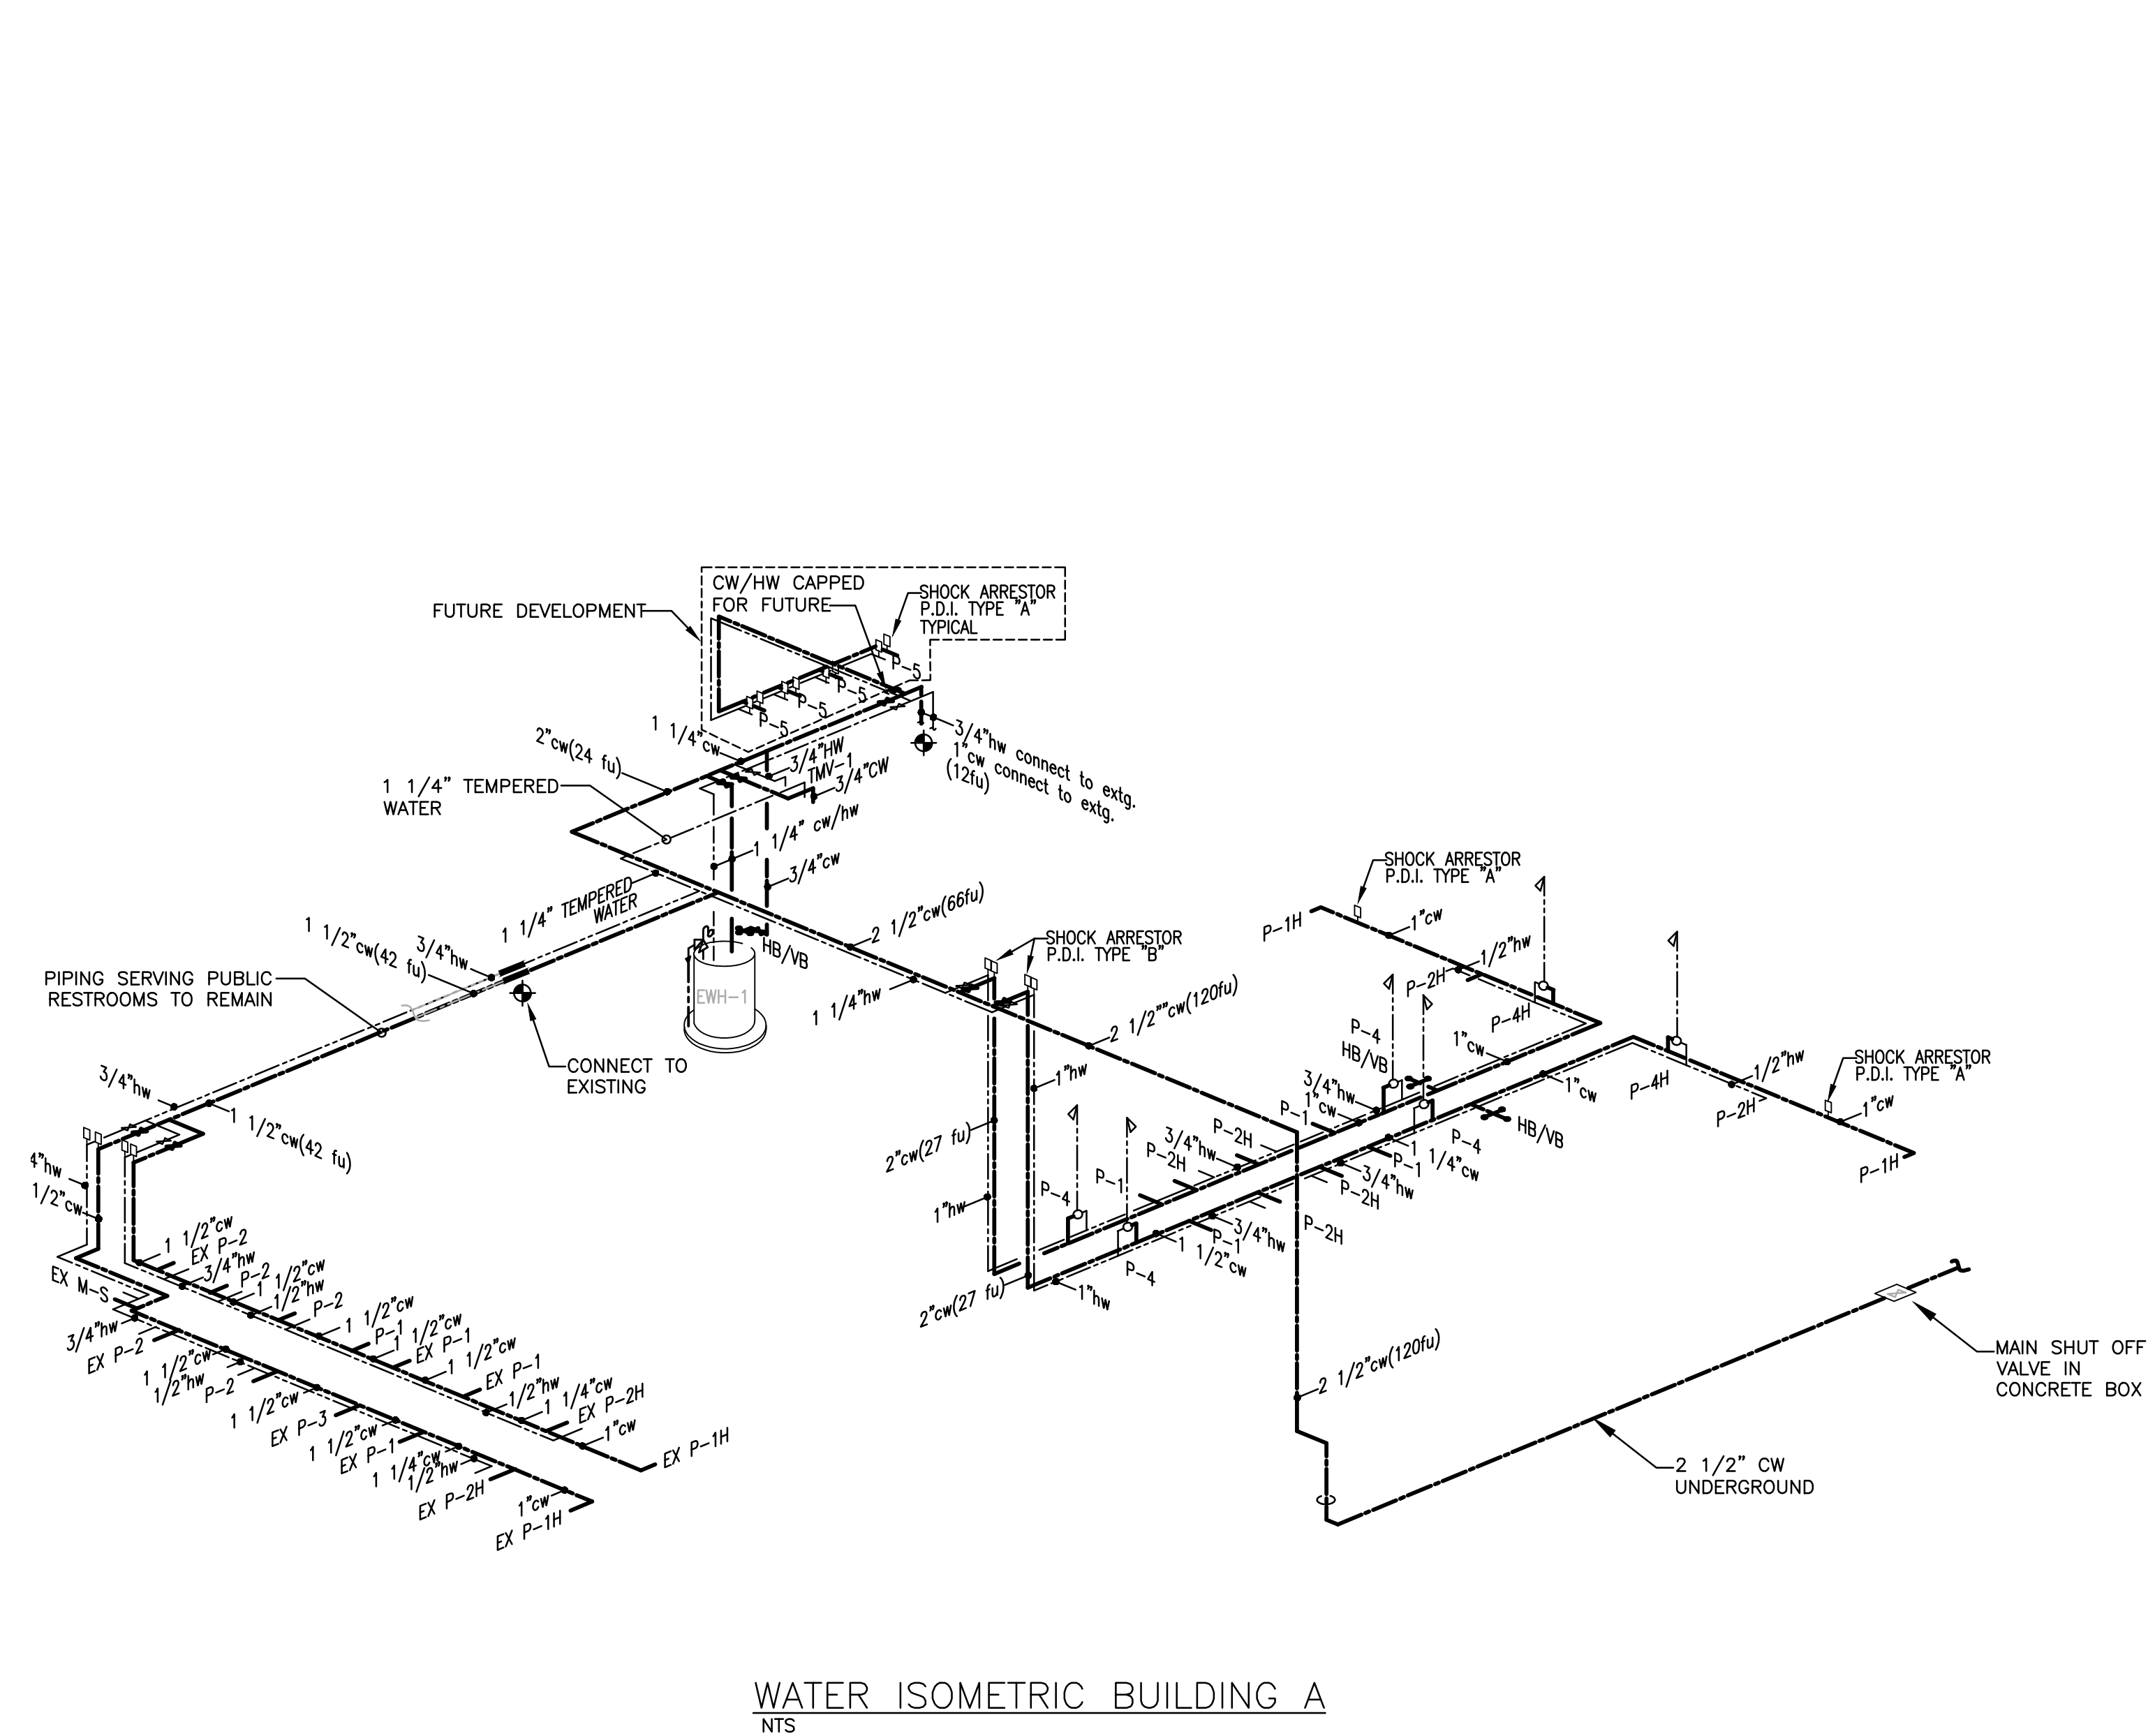 CW/HW CAPPED
FOR FUTURE
SHOCK ARRESTOR
P.D.I. TYPE "A"
TYPICAL
FUTURE DEVELOPMENT
P-5
P-5
P-5
P-5
1 1/4"cw
2"cw(24 fu)
3/4"hw connect to extg.
1"cw connect to extg.
(12fu)
3/4"HW
TMV-1
3/4"CW
1 1/4" TEMPERED
WATER
1 1/4" cw/hw
3/4"cw
1 1/4" TEMPERED
WATER
HB/VB
EWH-1
2 1/2"cw(66fu)
1 1/2"cw(42 fu)
3/4"hw
PIPING SERVING PUBLIC
RESTROOMS TO REMAIN
CONNECT TO
EXISTING
SHOCK ARRESTOR
P.D.I. TYPE "B"
1 1/4"hw
2 1/2""cw(120fu)
SHOCK ARRESTOR
P.D.I. TYPE "A"
P-1H
1"cw
1/2"hw
P-2H
P-4H
P-4
HB/VB
1"cw
3/4"hw
1"cw
P-1
P-2H
3/4"hw
P-2H
P-1
P-4
1"hw
2"cw(27 fu)
1"hw
2"cw(27 fu)
1"hw
P-4
1 1/2"cw
P-1
3/4"hw
P-2H
P-2H
3/4"hw
P-1
1 1/4"cw
P-4
HB/VB
1"cw
P-4H
1/2"hw
P-2H
SHOCK ARRESTOR
P.D.I. TYPE "A"
1"cw
P-1H
3/4"hw
1 1/2"cw(42 fu)
4"hw
1/2"cw
1 1/2"cw
EX P-2
3/4"hw
P-2
1 1/2"cw
1/2"hw
P-2
1 1/2"cw
P-1
1 1/2"cw
EX P-1
1 1/2"cw
EX P-1
1/2"hw
1 1/4"cw
EX P-2H
1"cw
EX P-1H
EX M-S
3/4"hw
EX P-2
1 1/2"cw
1/2"hw
P-2
1 1/2"cw
EX P-3
1 1/2"cw
EX P-1
1 1/4"cw
1/2"hw
EX P-2H
1"cw
EX P-1H
2 1/2"cw(120fu)
MAIN SHUT OFF
VALVE IN
CONCRETE BOX
2 1/2" CW
UNDERGROUND
WATER ISOMETRIC BUILDING A
NTS